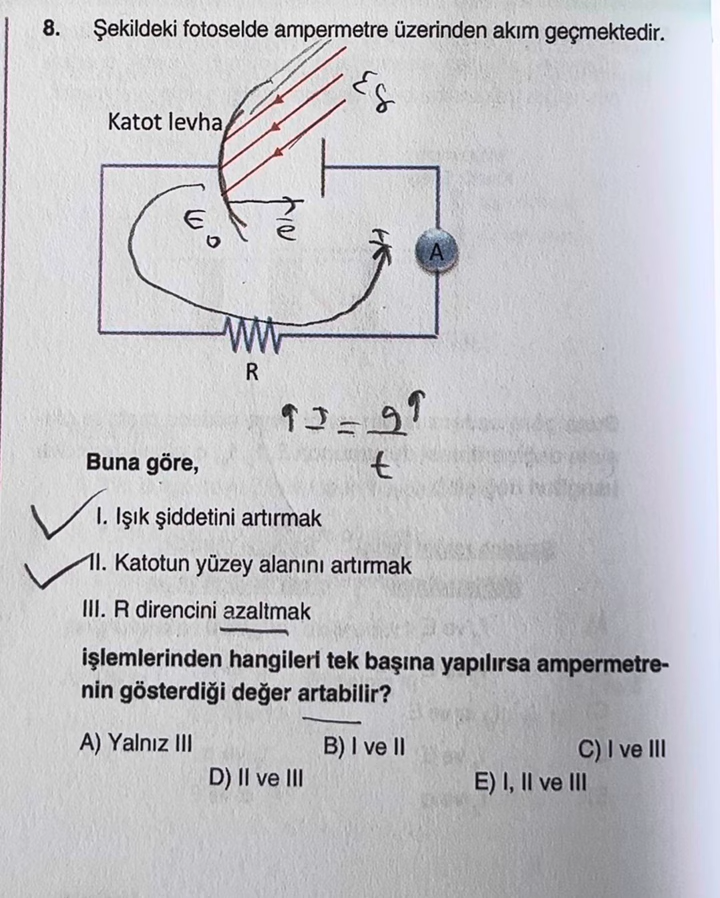 8. Şekildeki fotoselde ampermetre üzerinden akım geçmektedir.
Katot levha
E₀
e
I
A
R
↑I = q↑
t
Buna göre,
I. Işık şiddetini artırmak
II. Katotun yüzey alanını artırmak
III. R direncini azaltmak
işlemlerinden hangileri tek başına yapılırsa ampermetre-
nin gösterdiği değer artabilir?
A) Yalnız III B) I ve II C) I ve III
D) II ve III E) I, II ve III